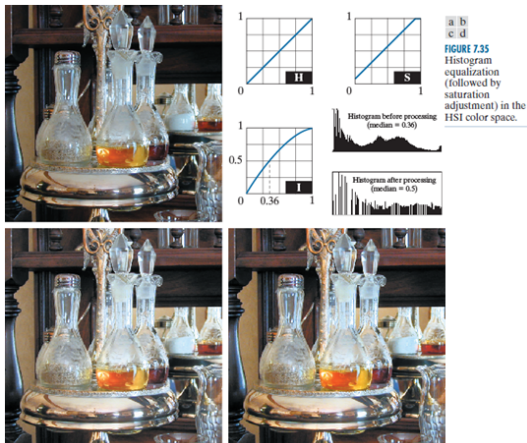 1
H
0
1
1
S
0
1
a b
c d
FIGURE 7.35
Histogram
equalization
(followed by
saturation
adjustment) in the
HSI color space.
Histogram before processing
(median = 0.36)
1
0.5
I
0
0.36
1
Histogram after processing
(median = 0.5)